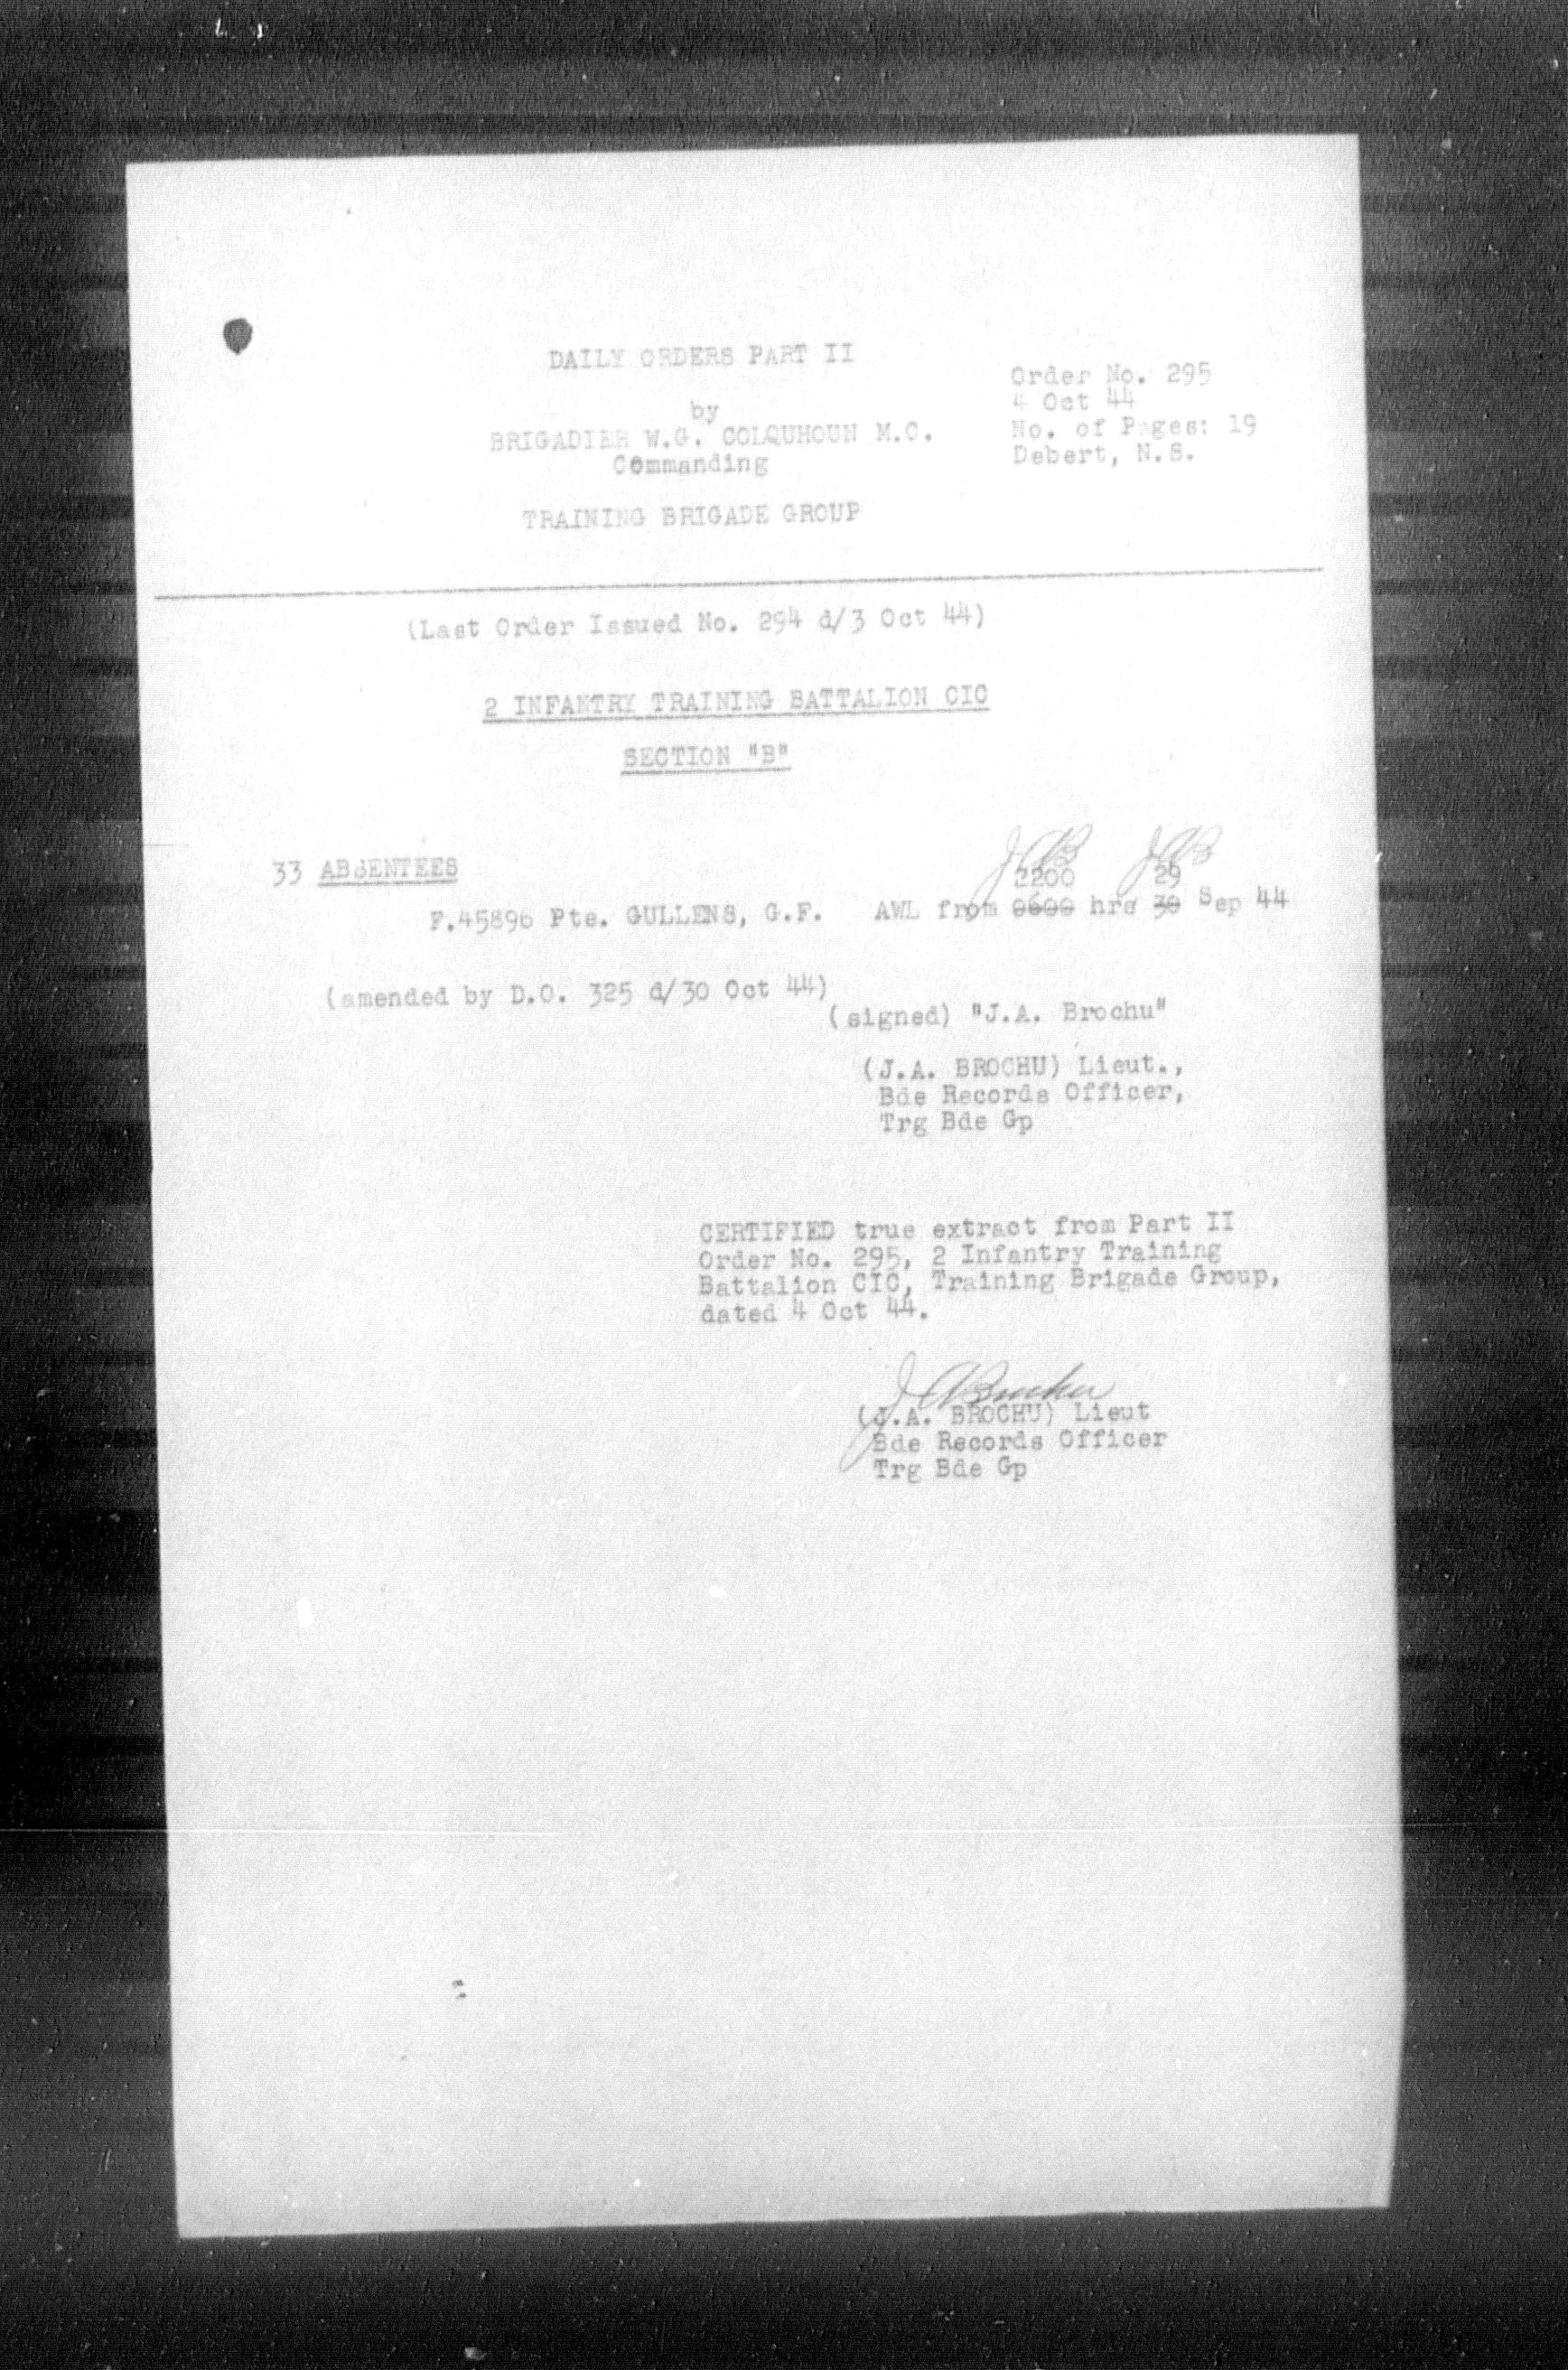 DAILY ORDERS PART II
Order No. 295
4 Oct 44
No. of Pages: 19
Debert, N.S.
by
BRIGADIER W.G. COLQUHOUN M.C.
Commanding
TRAINING BRIGADE GROUP
(Last Order Issued No. 294 d/3 Oct 44)
2 INFANTRY TRAINING BATTALION CIC
SECTION "B"
JAB JAB
33 ABSENTEES
2200 29
F.45896 Pte. GULLENS, G.F. AWL from 0600 hrs 30 Sep 44
(amended by D.O. 325 d/30 Oct 44)
(signed) "J.A. Brochu"
(J.A. BROCHU) Lieut.,
Bde Records Officer,
Trg Bde Gp
CERTIFIED true extract from Part II
Order No. 295, 2 Infantry Training
Battalion CIC, Training Brigade Group,
dated 4 Oct 44.
J A Brochu
(J.A. BROCHU) Lieut
Bde Records Officer
Trg Bde Gp